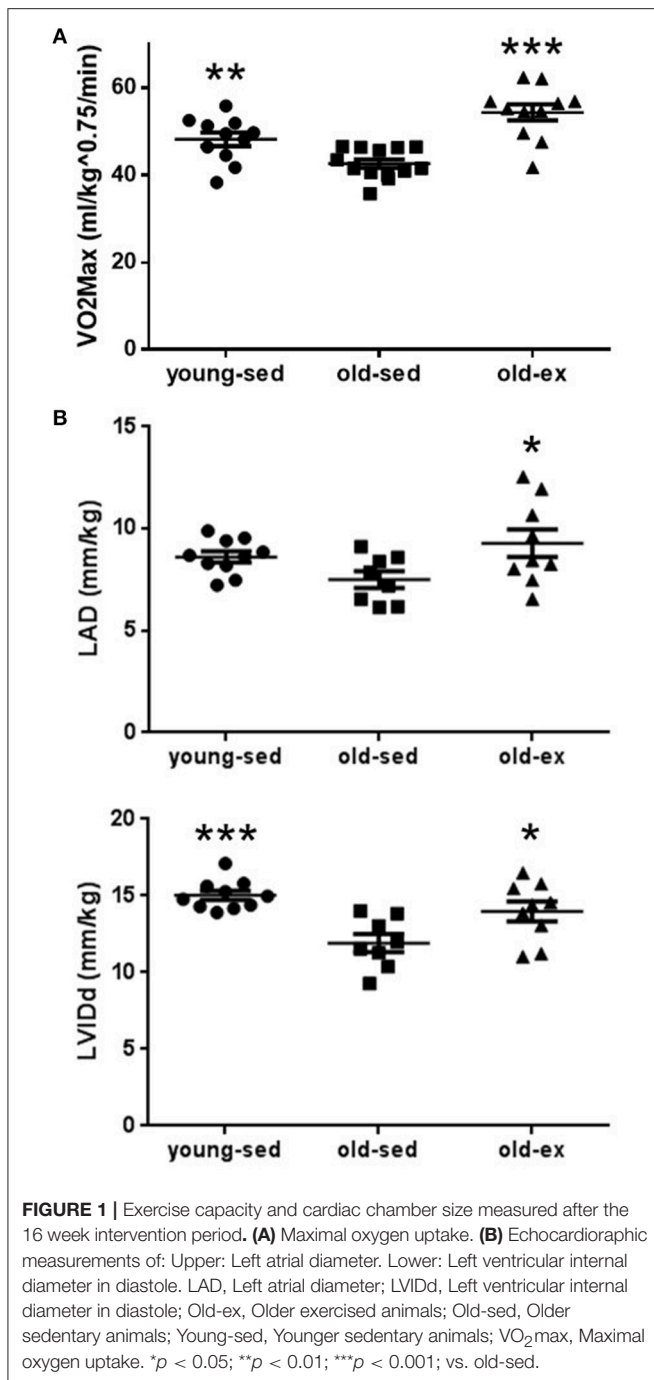 A
VO2Max (ml/kg^0.75/min)
60
40
20
0
**
***
young-sed
old-sed
old-ex
B
LAD (mm/kg)
15
10
5
0
*
young-sed
old-sed
old-ex
LVIDd (mm/kg)
20
15
10
5
0
***
*
young-sed
old-sed
old-ex
FIGURE 1 | Exercise capacity and cardiac chamber size measured after the
16 week intervention period. (A) Maximal oxygen uptake. (B) Echocardioraphic
measurements of: Upper: Left atrial diameter. Lower: Left ventricular internal
diameter in diastole. LAD, Left atrial diameter; LVIDd, Left ventricular internal
diameter in diastole; Old-ex, Older exercised animals; Old-sed, Older
sedentary animals; Young-sed, Younger sedentary animals; VO2max, Maximal
oxygen uptake. *p < 0.05; **p < 0.01; ***p < 0.001; vs. old-sed.